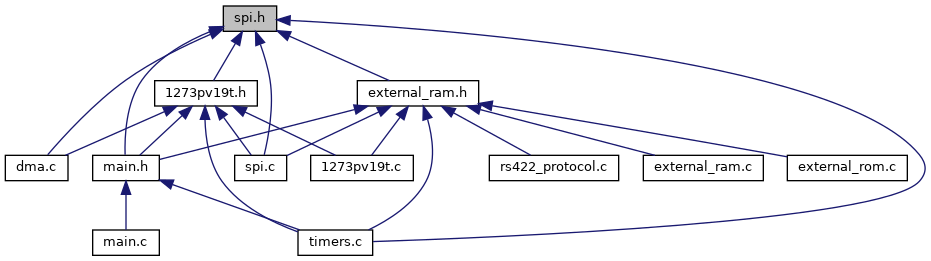 spi.h
1273pv19t.h
external_ram.h
dma.c
main.h
spi.c
1273pv19t.c
rs422_protocol.c
external_ram.c
external_rom.c
main.c
timers.c